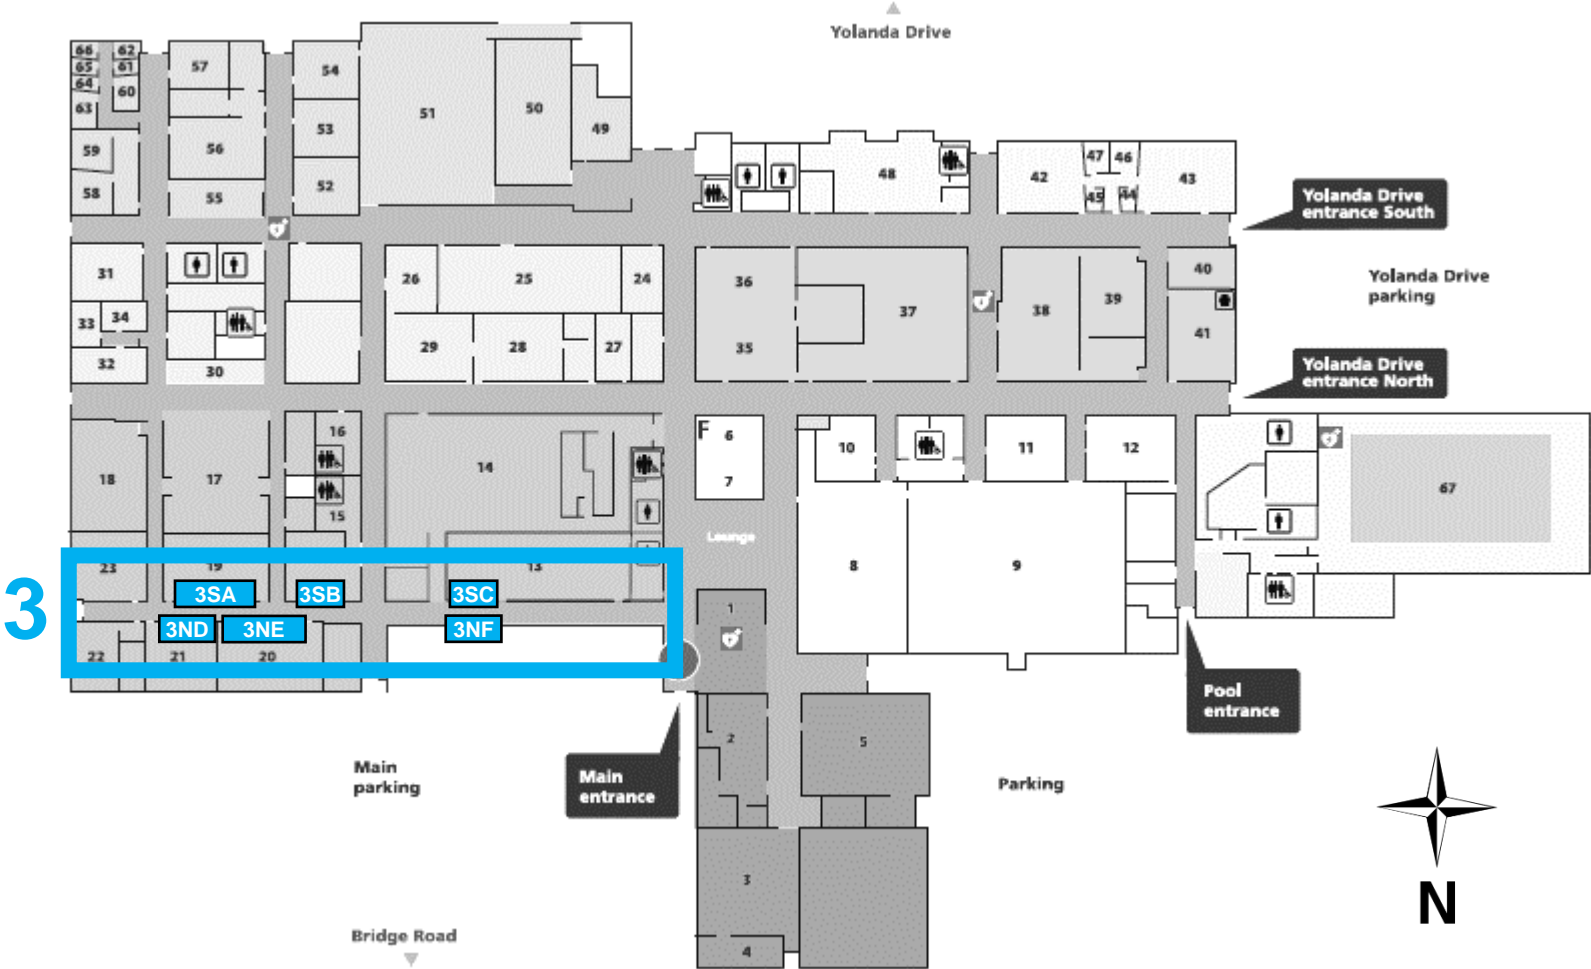 Yolanda Drive
66
62
65
61
64
60
63
57
54
51
50
49
53
56
59
58
55
52
48
42
47
46
45
44
43
Yolanda Drive
entrance South
31
33
34
32
30
26
25
24
29
28
27
36
35
37
38
39
40
41
Yolanda Drive
parking
Yolanda Drive
entrance North
18
17
16
15
14
F
6
7
10
11
12
67
Lounge
8
9
3
23
19
13
3SA
3SB
3SC
3ND
3NE
3NF
22
21
20
1
Pool
entrance
2
5
Main
parking
Main
entrance
Parking
3
4
N
Bridge Road